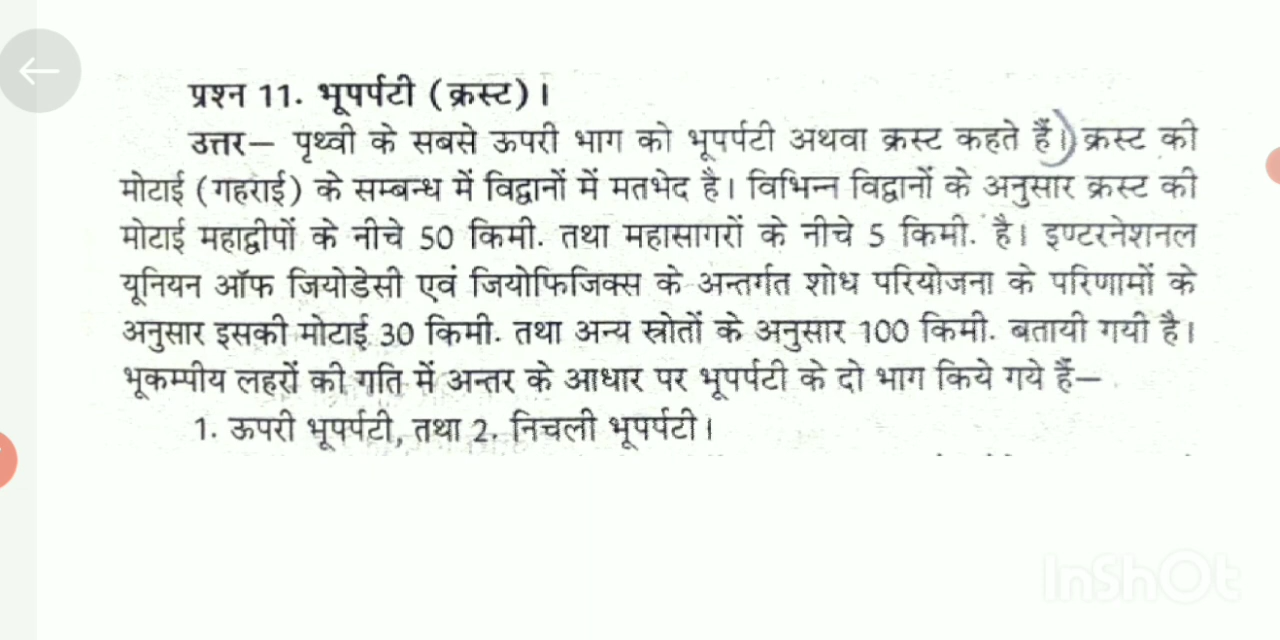 प्रश्न 11. भूपर्पटी (क्रस्ट)।
उत्तर— पृथ्वी के सबसे ऊपरी भाग को भूपर्पटी अथवा क्रस्ट कहते हैं।) क्रस्ट की
मोटाई (गहराई) के सम्बन्ध में विद्वानों में मतभेद है। विभिन्न विद्वानों के अनुसार क्रस्ट की
मोटाई महाद्वीपों के नीचे 50 किमी. तथा महासागरों के नीचे 5 किमी. है। इण्टरनेशनल
यूनियन ऑफ जियोडेसी एवं जियोफिजिक्स के अन्तर्गत शोध परियोजना के परिणामों के
अनुसार इसकी मोटाई 30 किमी. तथा अन्य स्रोतों के अनुसार 100 किमी. बतायी गयी है।
भूकम्पीय लहरों की गति में अन्तर के आधार पर भूपर्पटी के दो भाग किये गये हैं—
1. ऊपरी भूपर्पटी, तथा 2. निचली भूपर्पटी।
InShOt